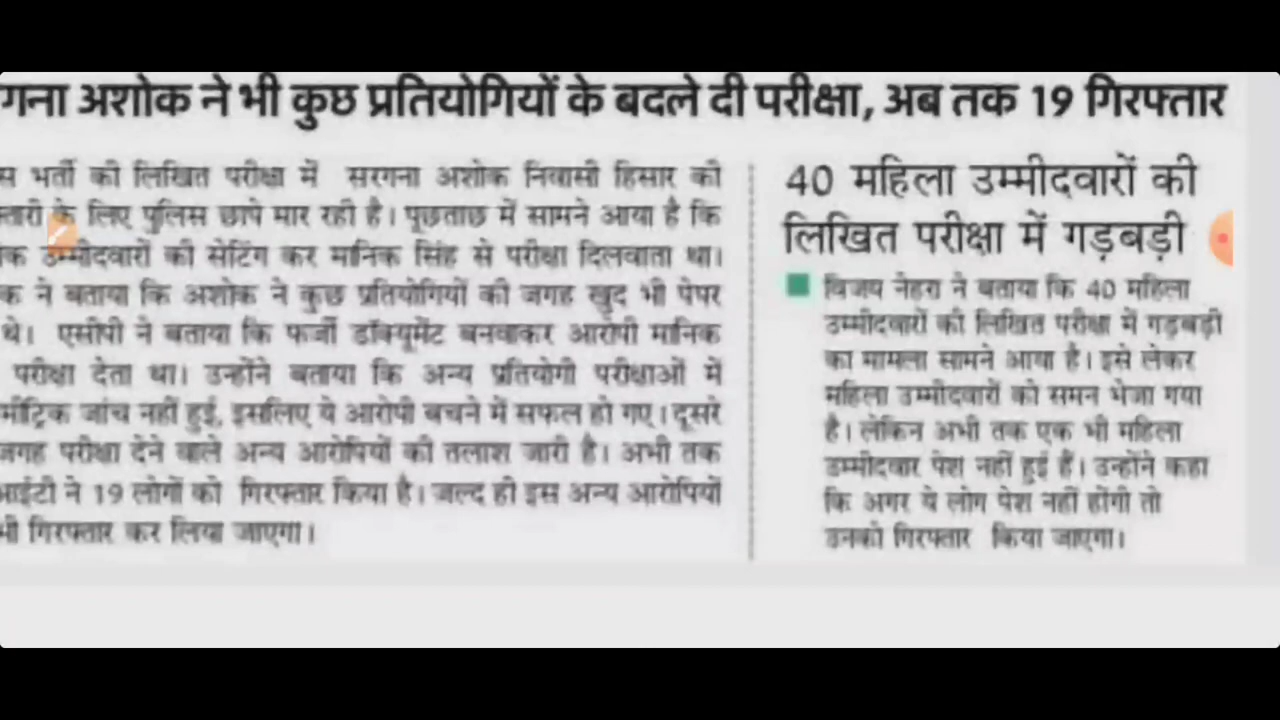 गना अशोक ने भी कुछ प्रतियोगियों के बदले दी परीक्षा, अब तक 19 गिरफ्तार
स भर्ती की लिखित परीक्षा में सरगना अशोक निवासी हिसार की
्तारी के लिए पुलिस छापे मार रही है। पूछताछ में सामने आया है कि
क उम्मीदवारों की सेटिंग कर मानिक सिंह से परीक्षा दिलवाता था।
क ने बताया कि अशोक ने कुछ प्रतियोगियों की जगह खुद भी पेपर
थे। एसीपी ने बताया कि फर्जी डॉक्यूमेंट बनवाकर आरोपी मानिक
परीक्षा देता था। उन्होंने बताया कि अन्य प्रतियोगी परीक्षाओं में
मीट्रिक जांच नहीं हुई, इसलिए ये आरोपी बचने में सफल हो गए। दूसरे
जगह परीक्षा देने वाले अन्य आरोपियों की तलाश जारी है। अभी तक
आईटी ने 19 लोगों को गिरफ्तार किया है। जल्द ही इस अन्य आरोपियों
भी गिरफ्तार कर लिया जाएगा।
40 महिला उम्मीदवारों की
लिखित परीक्षा में गड़बड़ी
विजय नेहरा ने बताया कि 40 महिला
उम्मीदवारों की लिखित परीक्षा में गड़बड़ी
का मामला सामने आया है। इसे लेकर
महिला उम्मीदवारों को समन भेजा गया
है। लेकिन अभी तक एक भी महिला
उम्मीदवार पेश नहीं हुई हैं। उन्होंने कहा
कि अगर ये लोग पेश नहीं होंगी तो
उनको गिरफ्तार किया जाएगा।